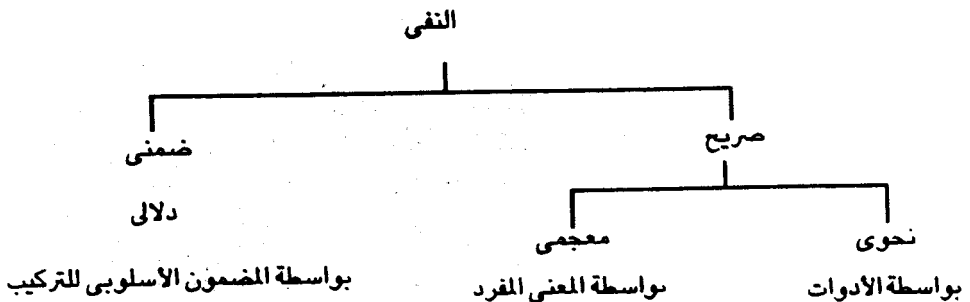 النفى
صريح
ضمنى
دلالى
نحوى
معجمى
بواسطة الأدوات
بواسطة المعنى المفرد
بواسطة المضمون الأسلوبى للتركيب